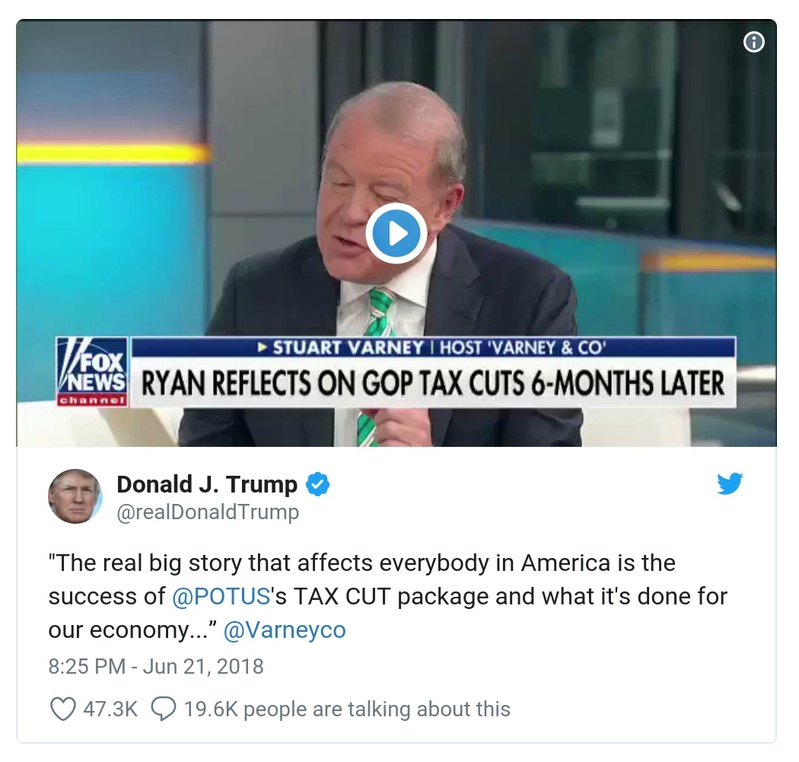 ► STUART VARNEY | HOST 'VARNEY & CO'
FOX
NEWS
channel
RYAN REFLECTS ON GOP TAX CUTS 6-MONTHS LATER
Donald J. Trump
@realDonaldTrump
"The real big story that affects everybody in America is the
success of @POTUS's TAX CUT package and what it's done for
our economy...” @Varneyco
8:25 PM - Jun 21, 2018
47.3K 19.6K people are talking about this